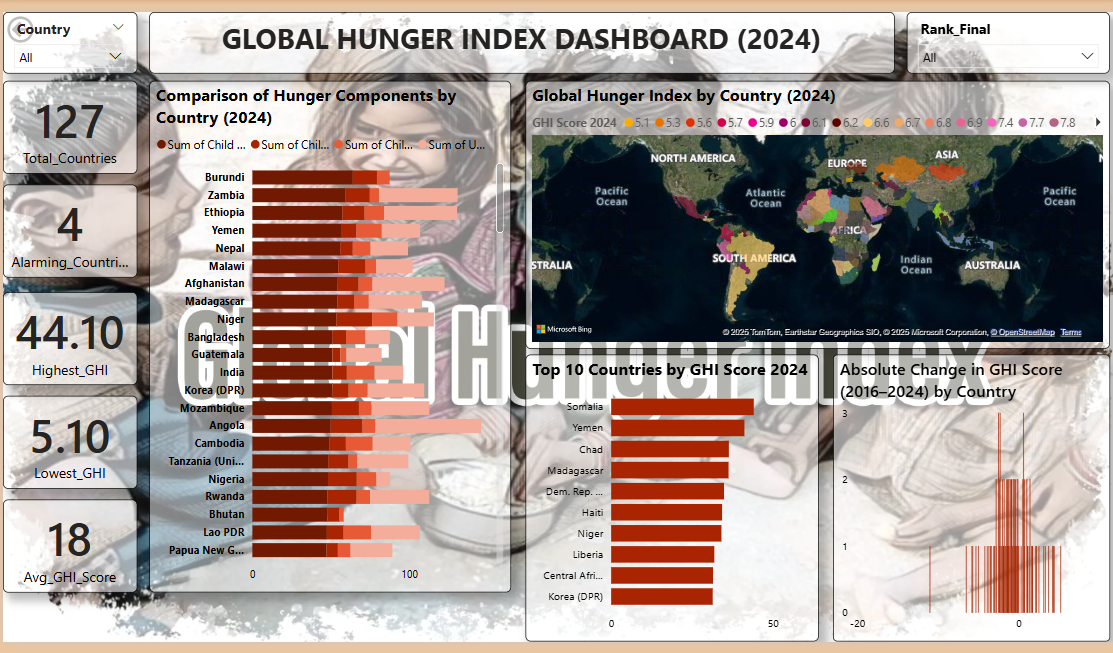 Country
All
GLOBAL HUNGER INDEX DASHBOARD (2024)
Rank_Final
All
127
Total_Countries
4
Alarming_Countri...
44.10
Highest_GHI
5.10
Lowest_GHI
18
Avg_GHI_Score
Comparison of Hunger Components by
Country (2024)
Sum of Child ... Sum of Chil... Sum of Chil... Sum of U...
Burundi
Zambia
Ethiopia
Yemen
Nepal
Malawi
Afghanistan
Madagascar
Niger
Bangladesh
Guatemala
India
Korea (DPR)
Mozambique
Angola
Cambodia
Tanzania (Uni...
Nigeria
Rwanda
Bhutan
Lao PDR
Papua New G...
0 100
Global Hunger Index by Country (2024)
GHI Score 2024 5.1 5.3 5.6 5.7 5.9 6 6.1 6.2 6.6 6.7 6.8 6.9 7.4 7.7 7.8
NORTH AMERICA EUROPE ASIA
Pacific
Ocean
Atlantic
Ocean
Pacific
Ocean
AFRICA
STRALIA SOUTH AMERICA
Indian
Ocean
AUSTRALIA
Microsoft Bing
© 2025 TomTom, Earthstar Geographics SIO, © 2025 Microsoft Corporation, © OpenStreetMap Terms
Global Hunger Index
Top 10 Countries by GHI Score 2024
Somalia
Yemen
Chad
Madagascar
Dem. Rep. ...
Haiti
Niger
Liberia
Central Afri...
Korea (DPR)
0 50
Absolute Change in GHI Score
(2016–2024) by Country
3
2
1
0
-20 0